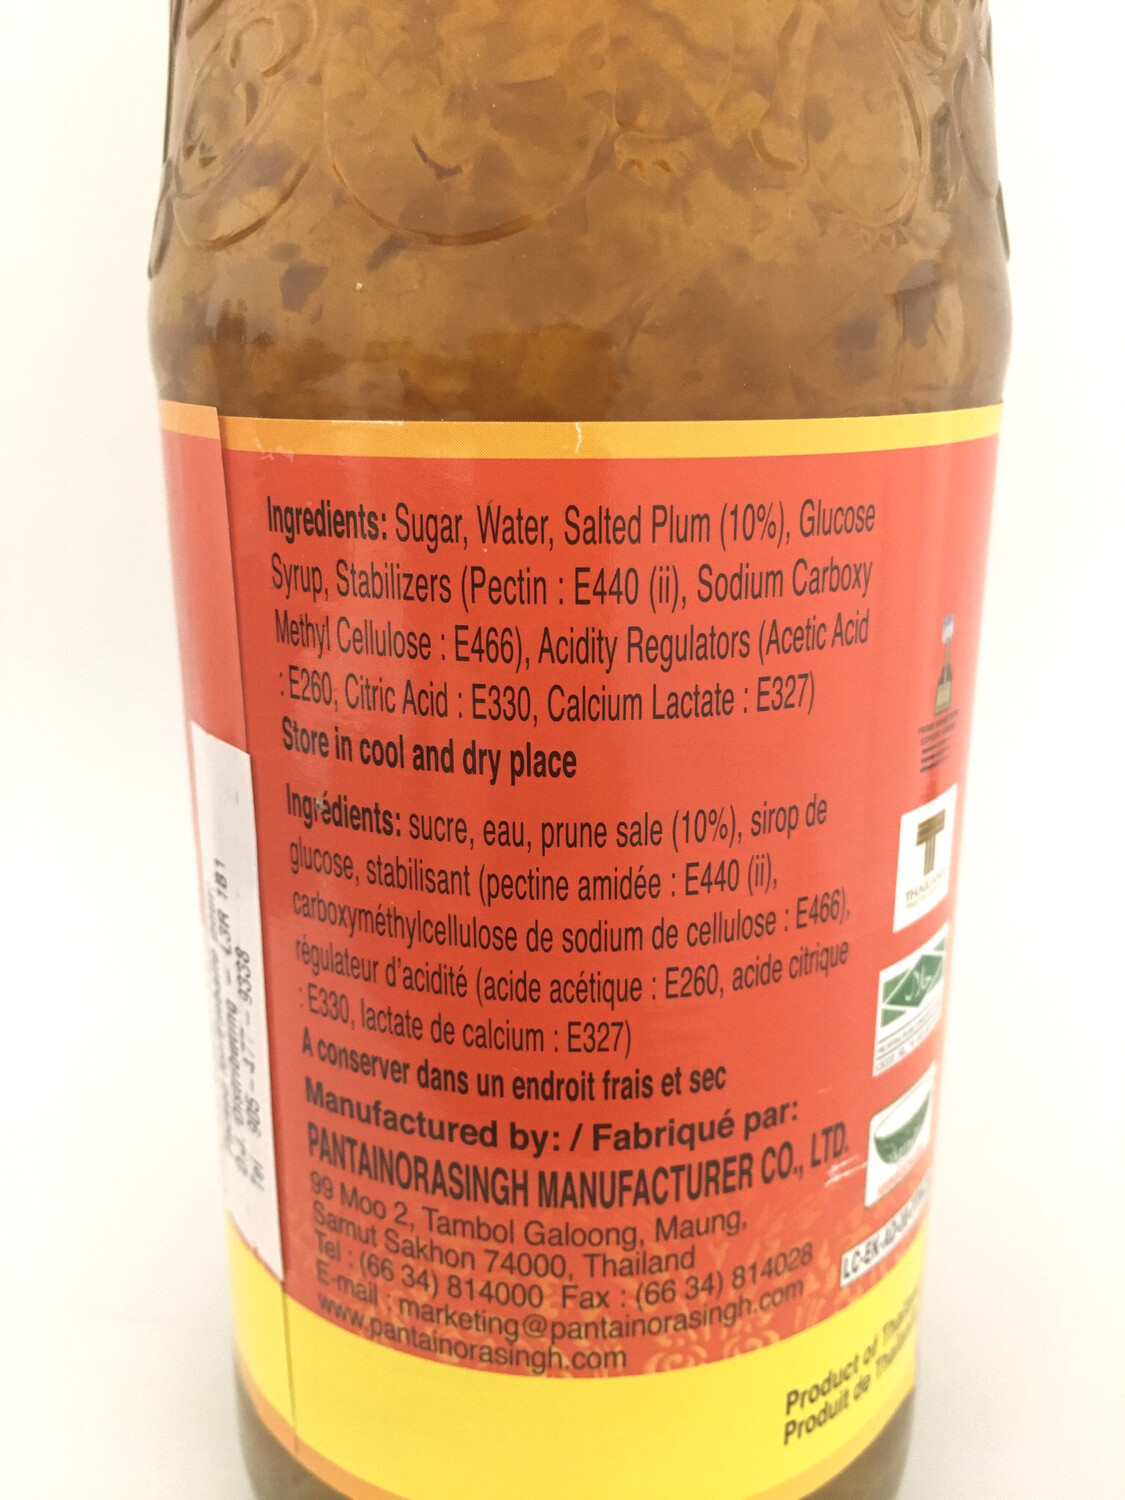 Ingredients: Sugar, Water, Salted Plum (10%), Glucose
Syrup, Stabilizers (Pectin : E440 (ii), Sodium Carboxy
Methyl Cellulose : E466), Acidity Regulators (Acetic Acid
: E260, Citric Acid : E330, Calcium Lactate : E327)
Store in cool and dry place
Ingrédients: sucre, eau, prune sale (10%), sirop de
glucose, stabilisant (pectine amidée : E440 (ii),
carboxyméthylcellulose de sodium de cellulose : E466),
régulateur d'acidité (acide acétique : E260, acide citrique
: E330, lactate de calcium : E327)
A conserver dans un endroit frais et sec
Manufactured by: / Fabriqué par:
PANTAINORASINGH MANUFACTURER CO., LTD.
99 Moo 2, Tambol Galoong, Maung,
Samut Sakhon 74000, Thailand
Tel : (66 34) 814000 Fax : (66 34) 814028
E-mail : marketing@pantainorasingh.com
www.pantainorasingh.com
T
THAILAND
حلال
Product of
Produit de